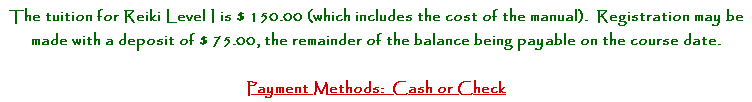 The tuition for Reiki Level I is $ 150.00 (which includes the cost of the manual).  Registration may be
made with a deposit of $ 75.00, the remainder of the balance being payable on the course date.
Payment Methods:  Cash or Check